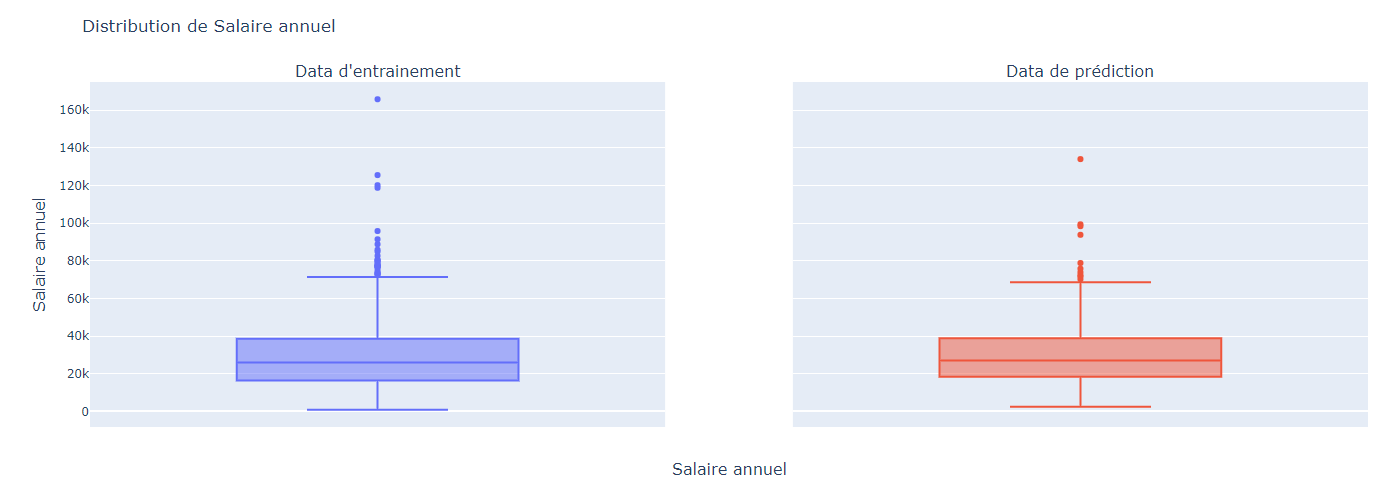 Distribution de Salaire annuel
Data d'entrainement
Data de prédiction
160k
140k
120k
100k
80k
60k
40k
20k
0
Salaire annuel
Salaire annuel